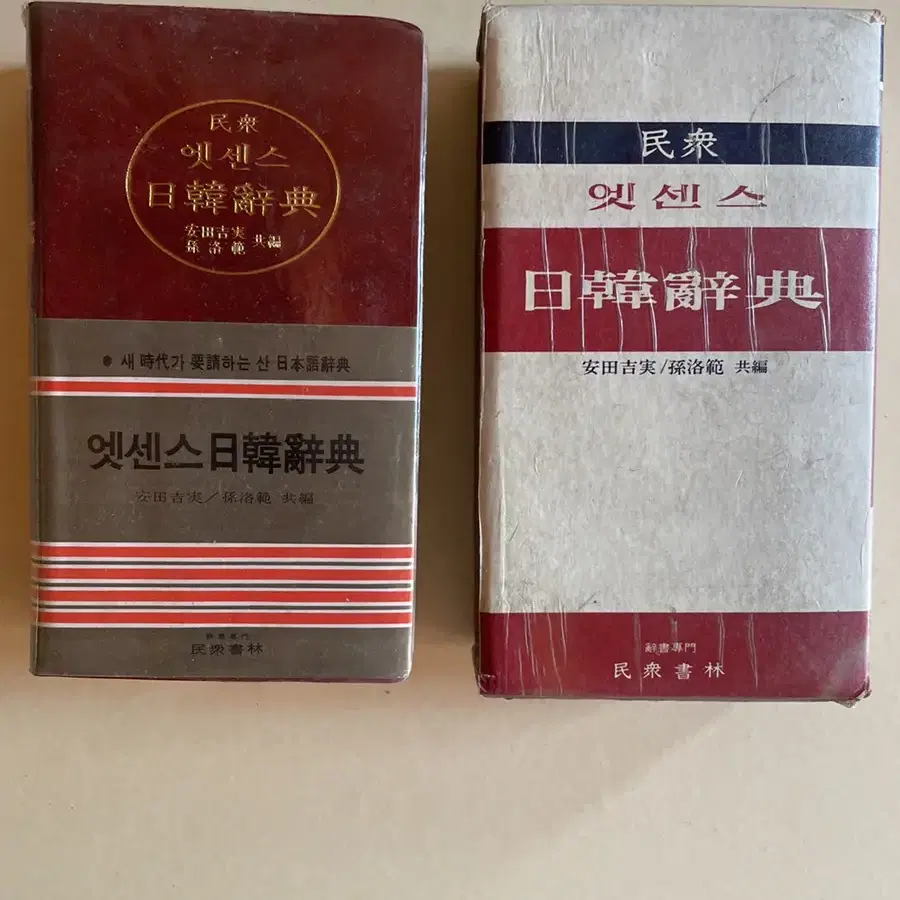 民衆
엣센스
日韓辭典
安田吉実
孫洛範 共編
● 새 時代가 要請하는 산 日本語辭典
엣센스日韓辭典
安田吉実/孫洛範 共編
辭書專門
民衆書林
民衆
엣센스
日韓辭典
安田吉実/孫洛範 共編
辭書專門
民衆書林